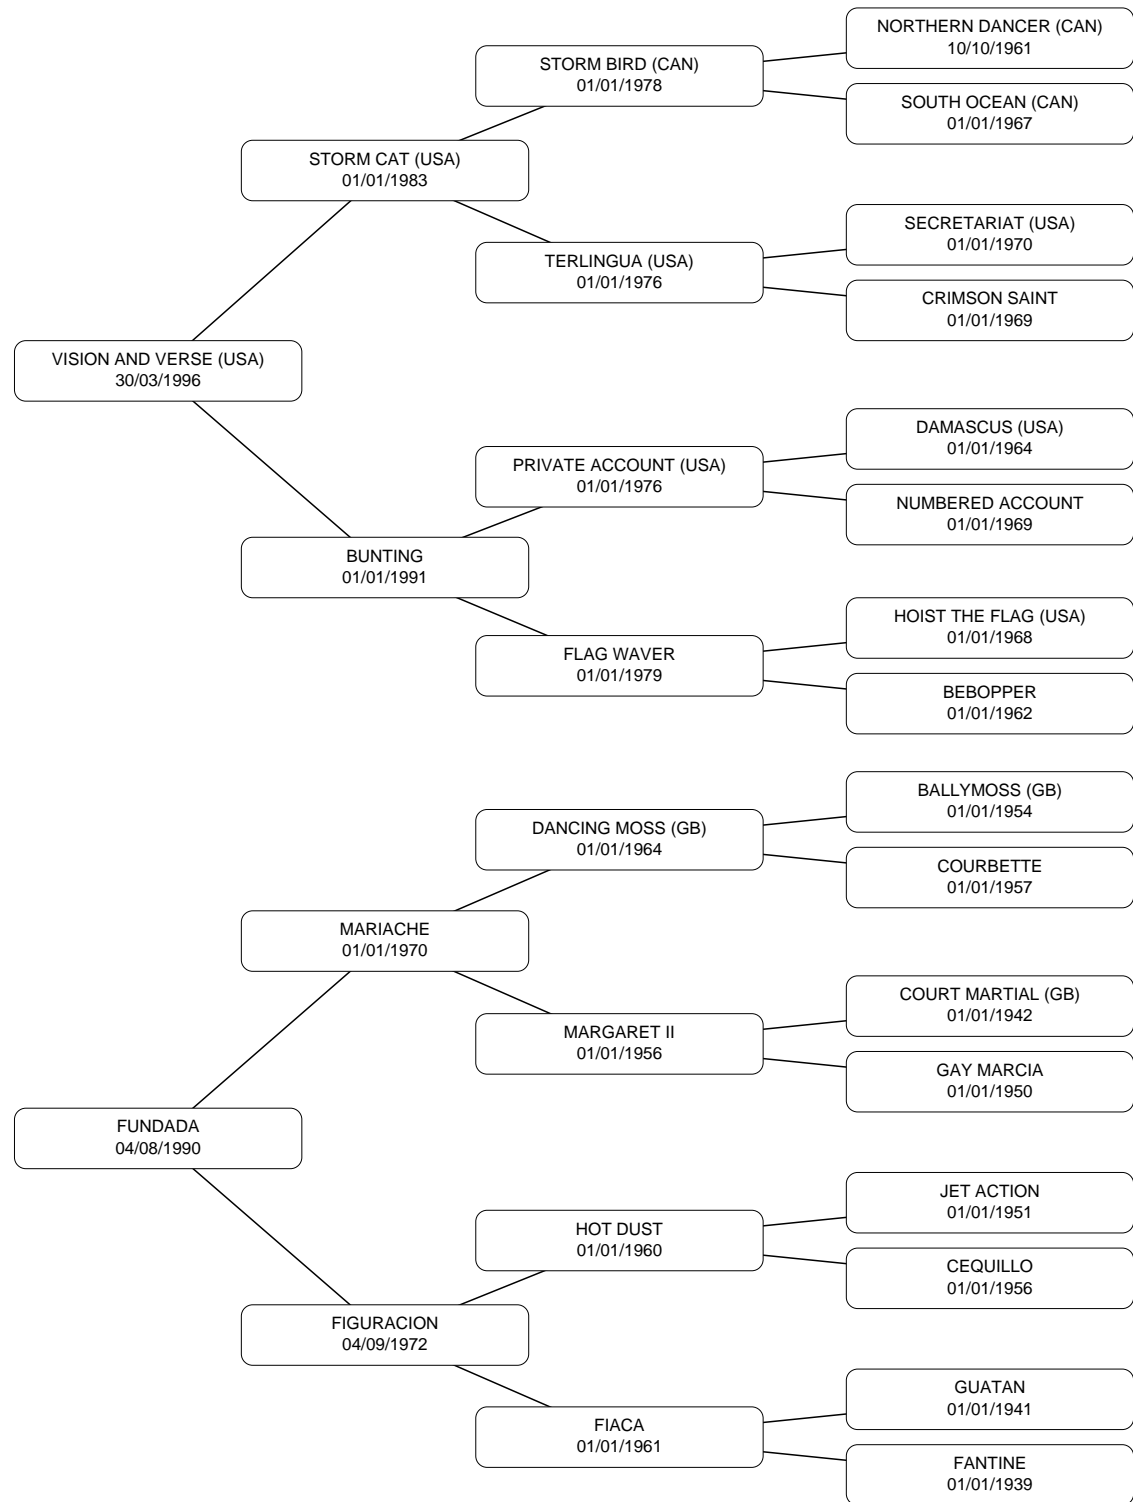 NORTHERN DANCER (CAN)
10/10/1961
STORM BIRD (CAN)
01/01/1978
SOUTH OCEAN (CAN)
01/01/1967
STORM CAT (USA)
01/01/1983
SECRETARIAT (USA)
01/01/1970
TERLINGUA (USA)
01/01/1976
CRIMSON SAINT
01/01/1969
VISION AND VERSE (USA)
30/03/1996
DAMASCUS (USA)
01/01/1964
PRIVATE ACCOUNT (USA)
01/01/1976
NUMBERED ACCOUNT
01/01/1969
BUNTING
01/01/1991
HOIST THE FLAG (USA)
01/01/1968
FLAG WAVER
01/01/1979
BEBOPPER
01/01/1962
BALLYMOSS (GB)
01/01/1954
DANCING MOSS (GB)
01/01/1964
COURBETTE
01/01/1957
MARIACHE
01/01/1970
COURT MARTIAL (GB)
01/01/1942
MARGARET II
01/01/1956
GAY MARCIA
01/01/1950
FUNDADA
04/08/1990
JET ACTION
01/01/1951
HOT DUST
01/01/1960
CEQUILLO
01/01/1956
FIGURACION
04/09/1972
GUATAN
01/01/1941
FIACA
01/01/1961
FANTINE
01/01/1939